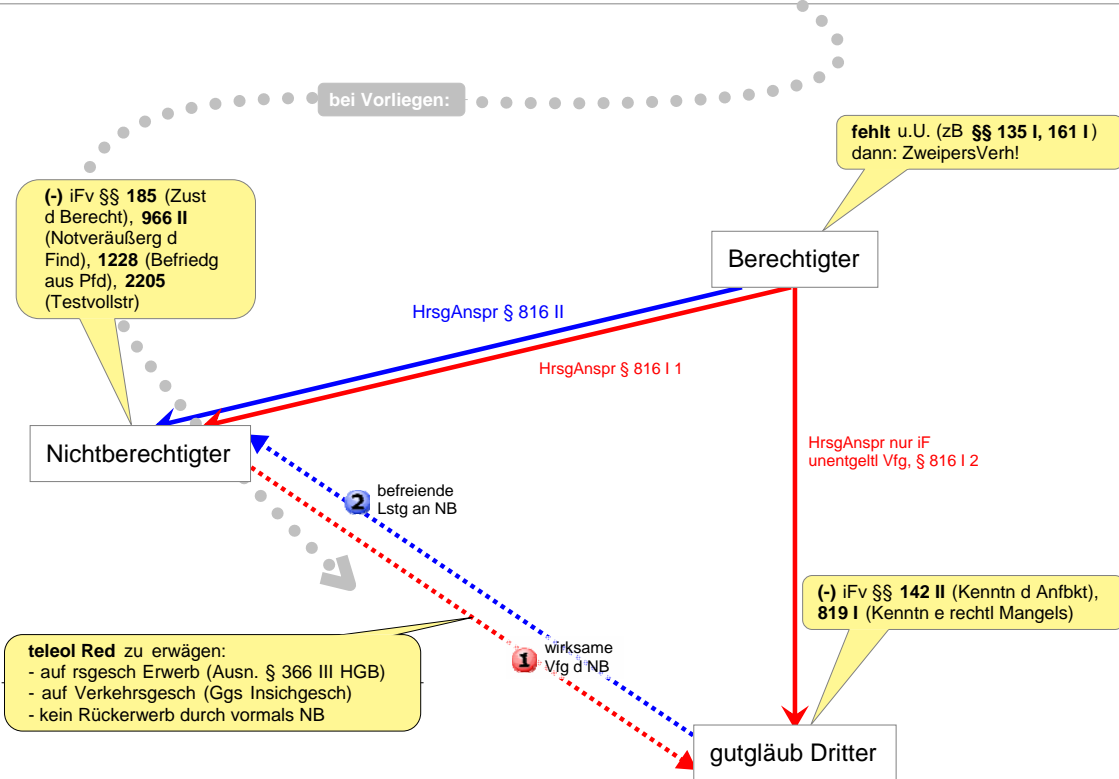 bei Vorliegen:
fehlt u.U. (zB §§ 135 I, 161 I )
dann: ZweipersVerh!
(-) iFv §§ 185 (Zust
d Berecht), 966 II
(Notveräußerg d
Find), 1228 (Befriedg
aus Pfd), 2205
(Testvollstr)
Berechtigter
HrsgAnspr § 816 II
HrsgAnspr § 816 I 1
Nichtberechtigter
HrsgAnspr nur iF
unentgeltl Vfg, § 816 I 2
2
befreiende
Lstg an NB
(-) iFv §§ 142 II (Kenntn d Anfbkt),
819 I (Kenntn e rechtl Mangels)
teleol Red zu erwägen:
- auf rsgesch Erwerb (Ausn. § 366 III HGB)
- auf Verkehrsgesch (Ggs Insichgesch)
- kein Rückerwerb durch vormals NB
1
wirksame
Vfg d NB
gutgläub Dritter